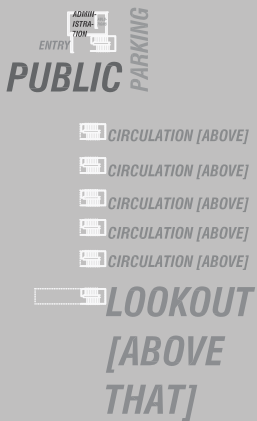 ADMIN-
ISTRA-
TION
ENTRY
PARKING
PUBLIC
CIRCULATION [ABOVE]
CIRCULATION [ABOVE]
CIRCULATION [ABOVE]
CIRCULATION [ABOVE]
CIRCULATION [ABOVE]
LOOKOUT
[ABOVE
THAT]